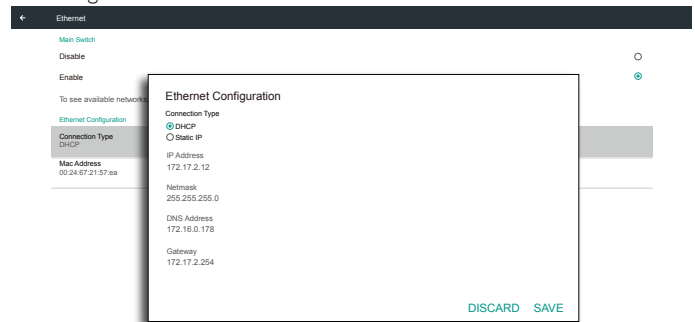 Ethernet
Main Switch
Disable
Enable
To see available networks
Ethernet Configuration
Connection Type
DHCP
Mac Address
00:24:67:21:57:ea
Ethernet Configuration
Connection Type
DHCP
Static IP
IP Address
172.17.2.12
Netmask
255.255.255.0
DNS Address
172.16.0.178
Gateway
172.17.2.254
DISCARD SAVE